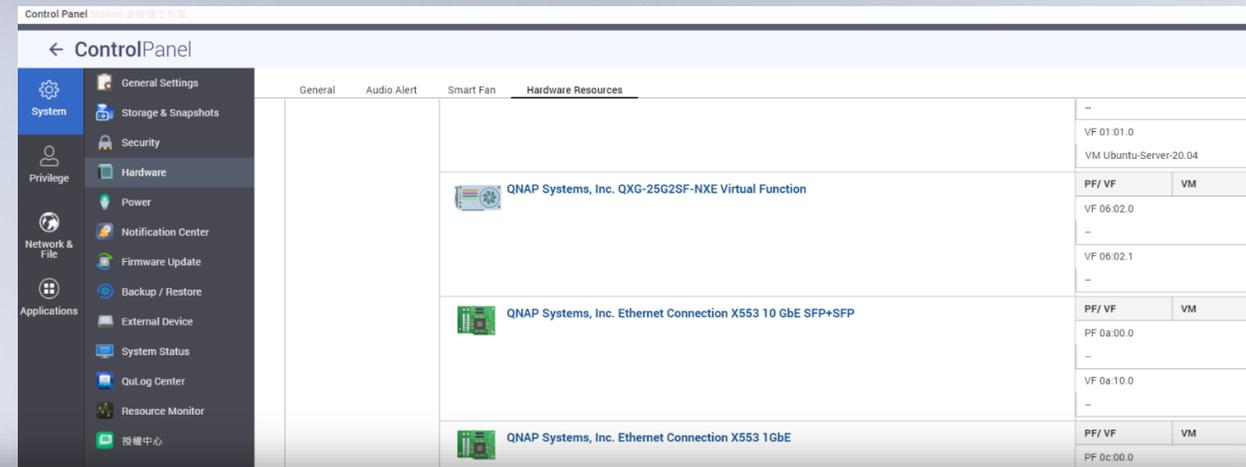 Control Panel
← ControlPanel
System
Privilege
Network &
File
Applications
General Settings
Storage & Snapshots
Security
Hardware
Power
Notification Center
Firmware Update
Backup / Restore
External Device
System Status
QuLog Center
Resource Monitor
授權中心
General
Audio Alert
Smart Fan
Hardware Resources
--
VF 01:01.0
VM Ubuntu-Server-20.04
QNAP Systems, Inc. QXG-25G2SF-NXE Virtual Function
PF/ VF VM
VF 06:02.0
--
VF 06:02.1
--
QNAP Systems, Inc. Ethernet Connection X553 10 GbE SFP+SFP
PF/ VF VM
PF 0a:00.0
--
VF 0a:10.0
--
QNAP Systems, Inc. Ethernet Connection X553 1GbE
PF/ VF VM
PF 0c:00.0